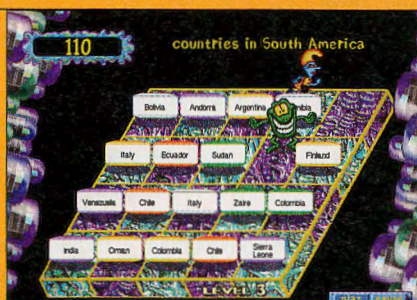 110
countries in South America
Bolivia Andorra Argentina
Italy Ecuador Sudan Finland
Venezuela Chile Italy Zaire Colombia
India Oman Colombia Chile Sierra Leone
LEVEL 3